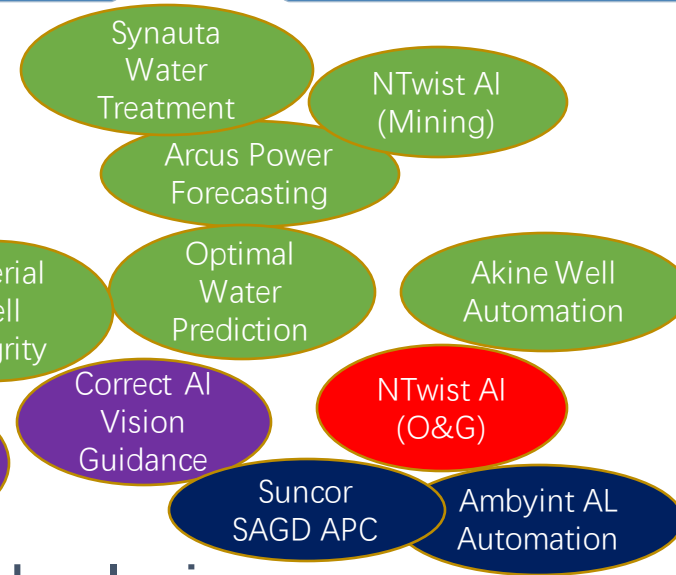 Synauta
Water
Treatment
NTwist AI
(Mining)
Arcus Power
Forecasting
Optimal
Water
Prediction
Akine Well
Automation
Correct AI
Vision
Guidance
NTwist AI
(O&G)
Suncor
SAGD APC
Ambyint AL
Automation